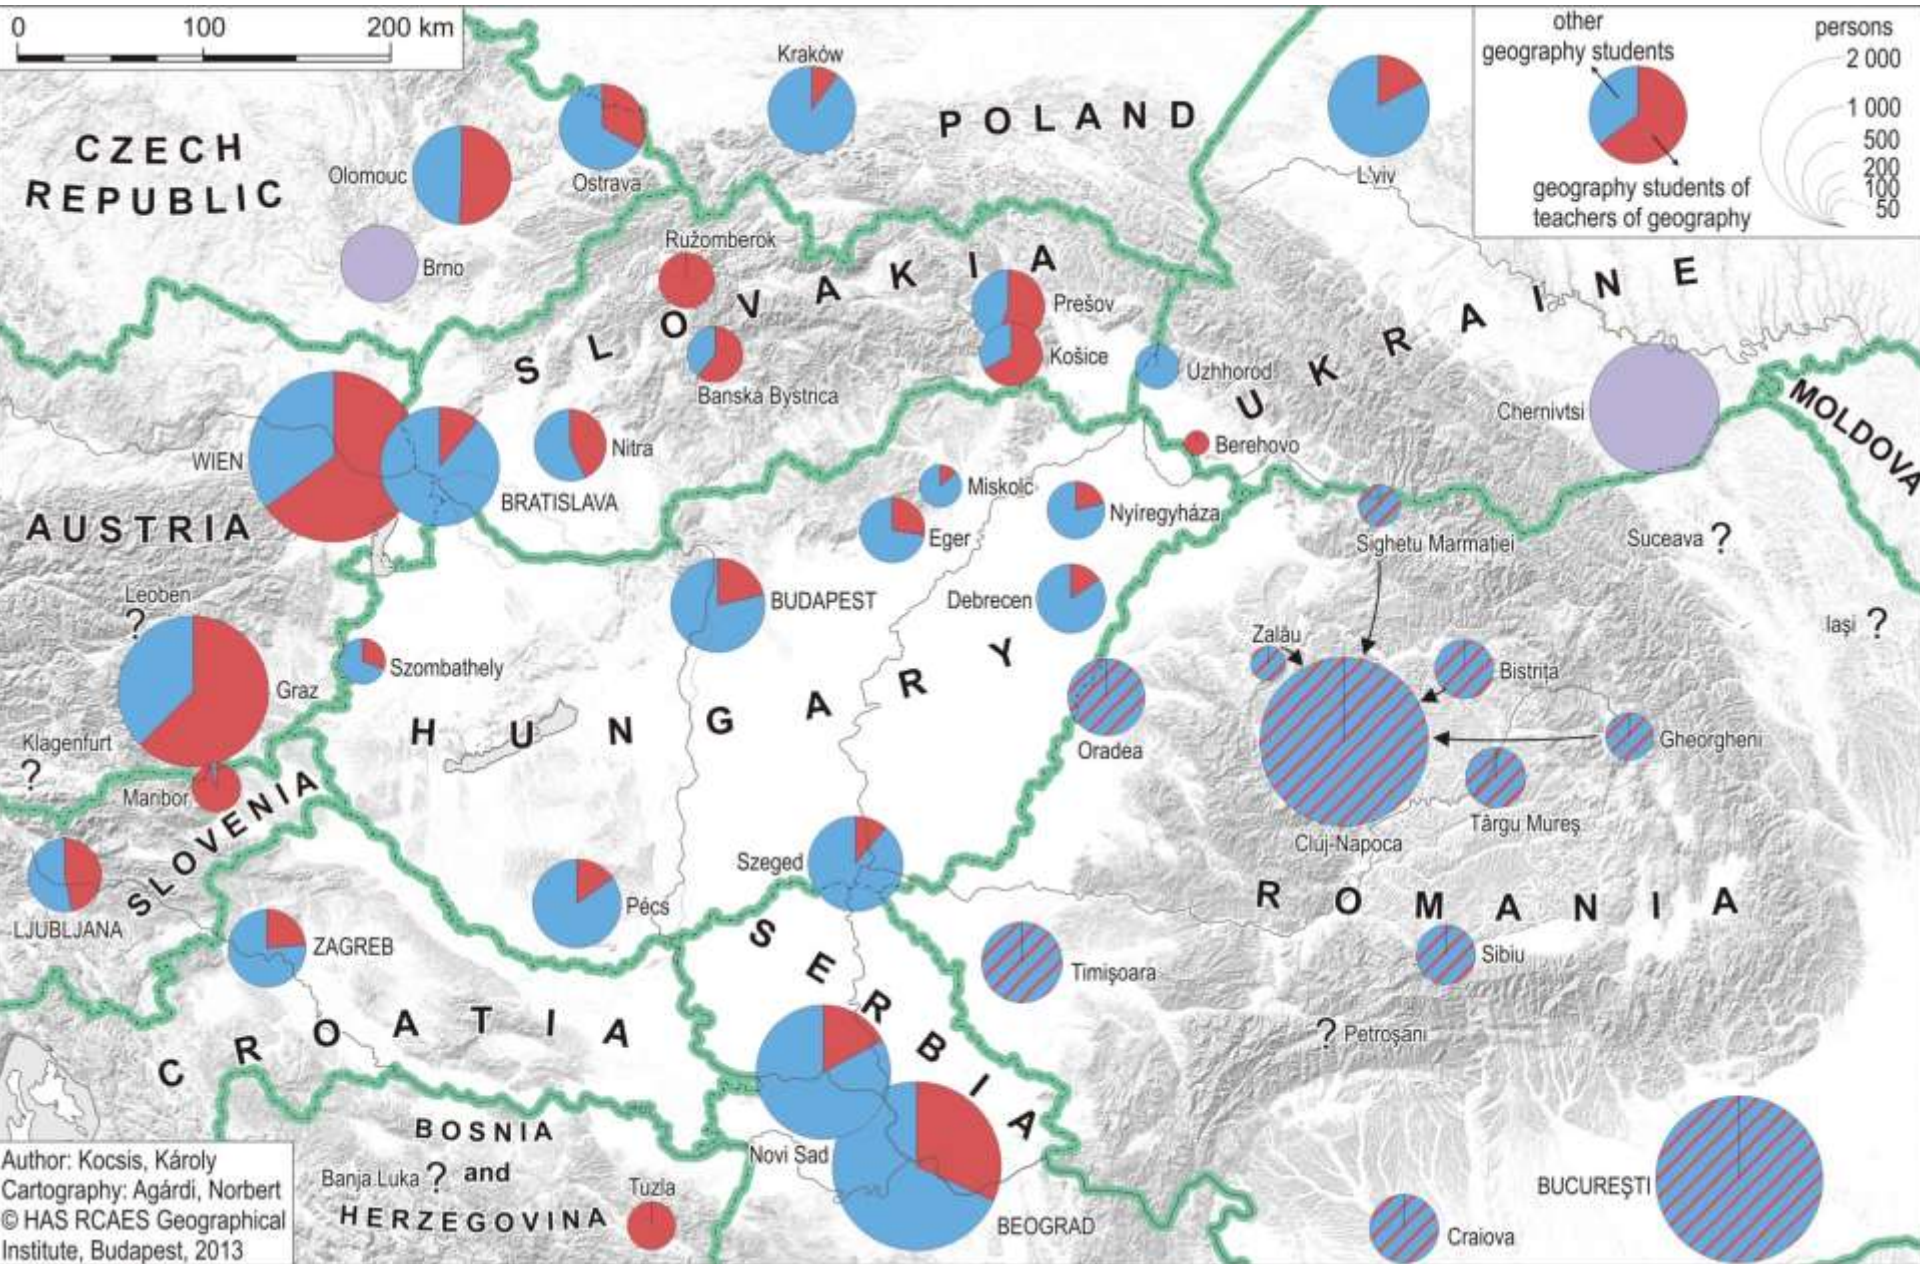 0 100 200 km
other
geography students
persons
2 000
1 000
500
200
100
50
geography students of
teachers of geography
Kraków
POLAND
L'viv
CZECH
REPUBLIC
Olomouc
Ostrava
Brno
Ružomberok
SLOVAKIA
Prešov
Košice
Banská Bystrica
Uzhhorod
UKRAINE
Chernivtsi
MOLDOVA
WIEN
BRATISLAVA
Nitra
Berehovo
Miskolc
Eger
Nyíregyháza
AUSTRIA
Sighetu Marmaţiei
Suceava ?
Leoben
?
BUDAPEST
Debrecen
Iaşi ?
Zalău
Szombathely
Graz
Bistriţa
HUNGARY
Oradea
Gheorgheni
Klagenfurt
?
Maribor
SLOVENIA
Târgu Mureş
Cluj-Napoca
Szeged
LJUBLJANA
Pécs
ROMANIA
ZAGREB
SERBIA
Timişoara
Sibiu
CROATIA
? Petroşani
BOSNIA
and
HERZEGOVINA
Banja Luka ?
Novi Sad
Tuzla
BEOGRAD
BUCUREŞTI
Craiova
Author: Kocsis, Károly
Cartography: Agárdi, Norbert
© HAS RCAES Geographical
Institute, Budapest, 2013